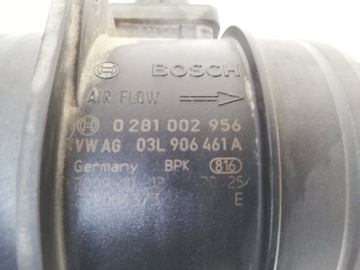 BOSCH
AIR FLOW
0 281 002 956
VW AG 03L 906 461 A
Germany BPK 816
E